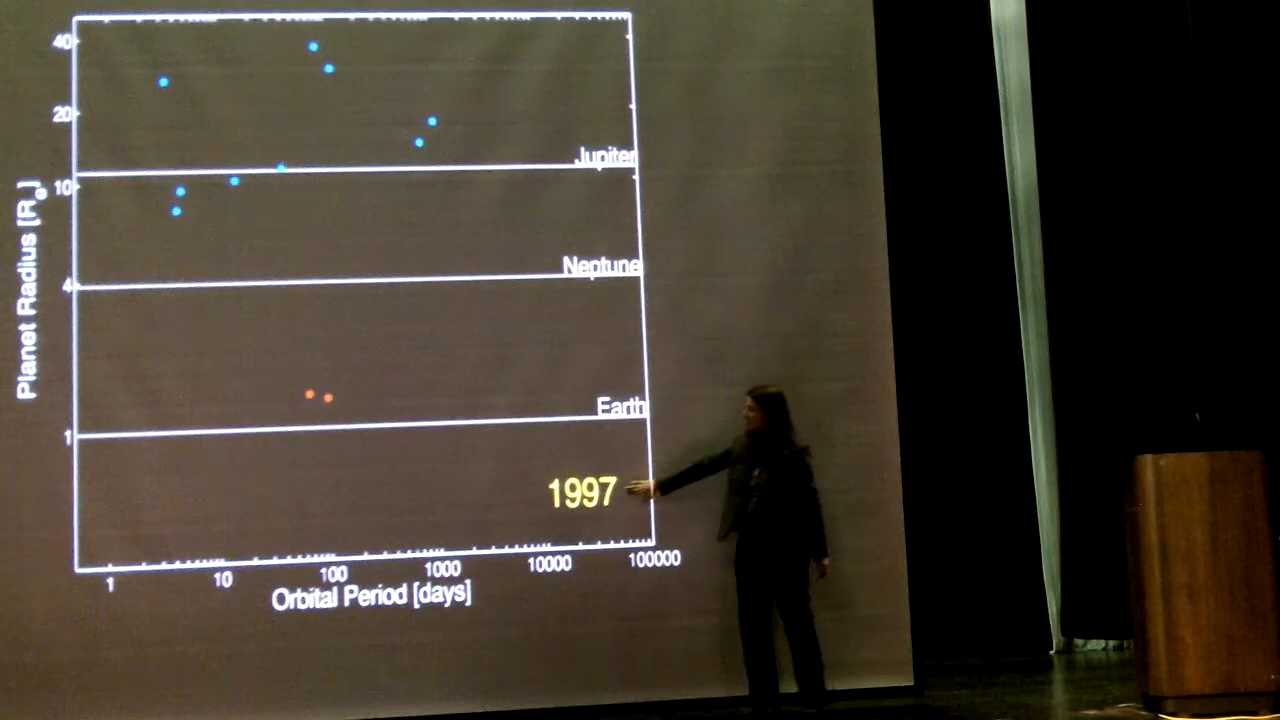 40
20
Jupiter
10
Neptune
4
Earth
1
1997
1 10 100 1000 10000 100000
Orbital Period [days]
Planet Radius [R⊕]